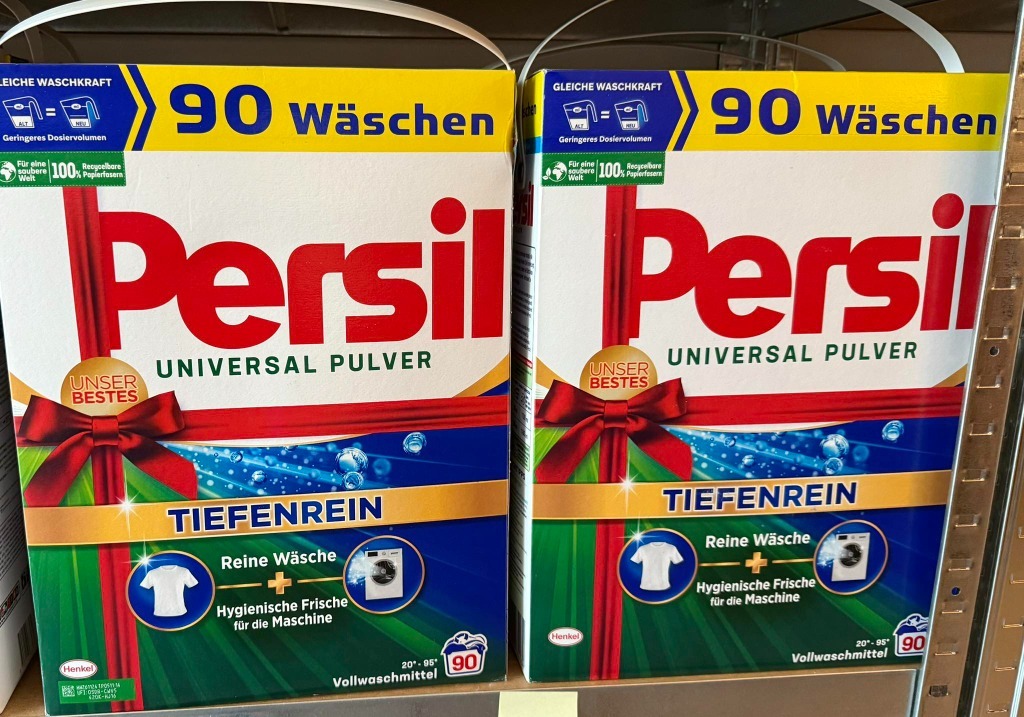 LEICHE WASCHKRAFT
ALT = NEU
Geringeres Dosiervolumen
90 Wäschen
Für eine saubere Welt
100% Recycelbare Papierfasern
Persil
UNIVERSAL PULVER
UNSER
BESTES
TIEFENREIN
Reine Wäsche
+
Hygienische Frische
für die Maschine
Henkel
20°- 95°
Vollwaschmittel
90
GLEICHE WASCHKRAFT
ALT = NEU
Geringeres Dosiervolumen
90 Wäschen
Für eine saubere Welt
100% Recycelbare Papierfasern
Persil
UNIVERSAL PULVER
UNSER
BESTES
TIEFENREIN
Reine Wäsche
+
Hygienische Frische
für die Maschine
Henkel
20°- 95°
Vollwaschmittel
90